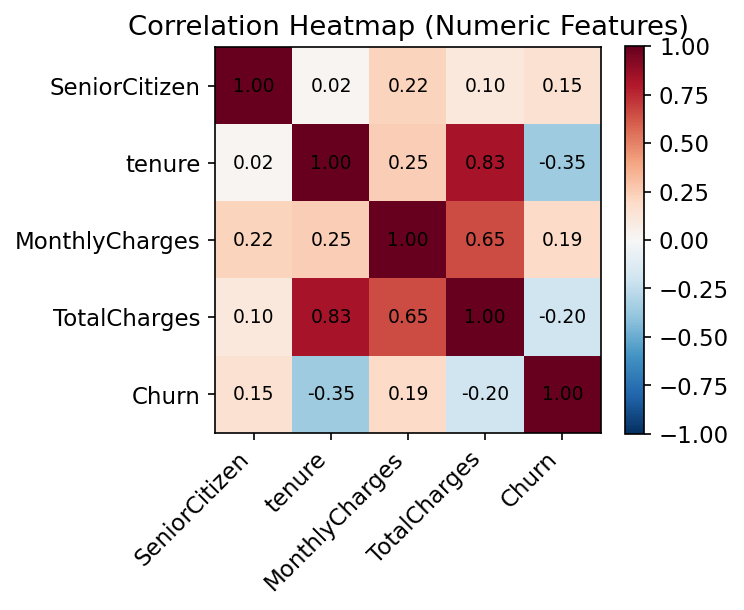 Correlation Heatmap (Numeric Features)
SeniorCitizen 1.00 0.02 0.22 0.10 0.15
tenure 0.02 1.00 0.25 0.83 -0.35
MonthlyCharges 0.22 0.25 1.00 0.65 0.19
TotalCharges 0.10 0.83 0.65 1.00 -0.20
Churn 0.15 -0.35 0.19 -0.20 1.00
SeniorCitizen tenure MonthlyCharges TotalCharges Churn
1.00
0.75
0.50
0.25
0.00
−0.25
−0.50
−0.75
−1.00